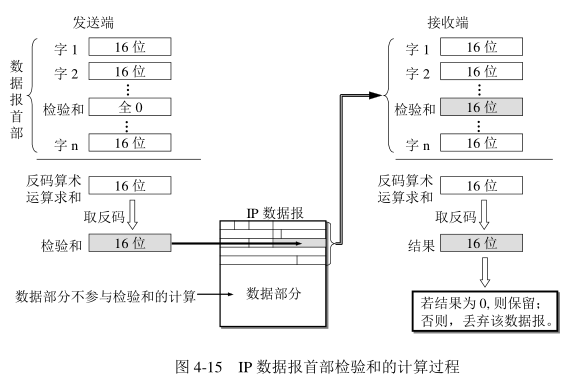 发送端
字 1 16 位
字 2 16 位
⋮
检验和 全 0
⋮
字 n 16 位
数据报首部
反码算术
运算求和
16 位
取反码
检验和 16 位
数据部分不参与检验和的计算
IP 数据报
数据部分
接收端
字 1 16 位
字 2 16 位
⋮
检验和 16 位
⋮
字 n 16 位
反码算术
运算求和
16 位
取反码
结果 16 位
若结果为 0, 则保留；
否则，丢弃该数据报。
图 4-15 IP 数据报首部检验和的计算过程